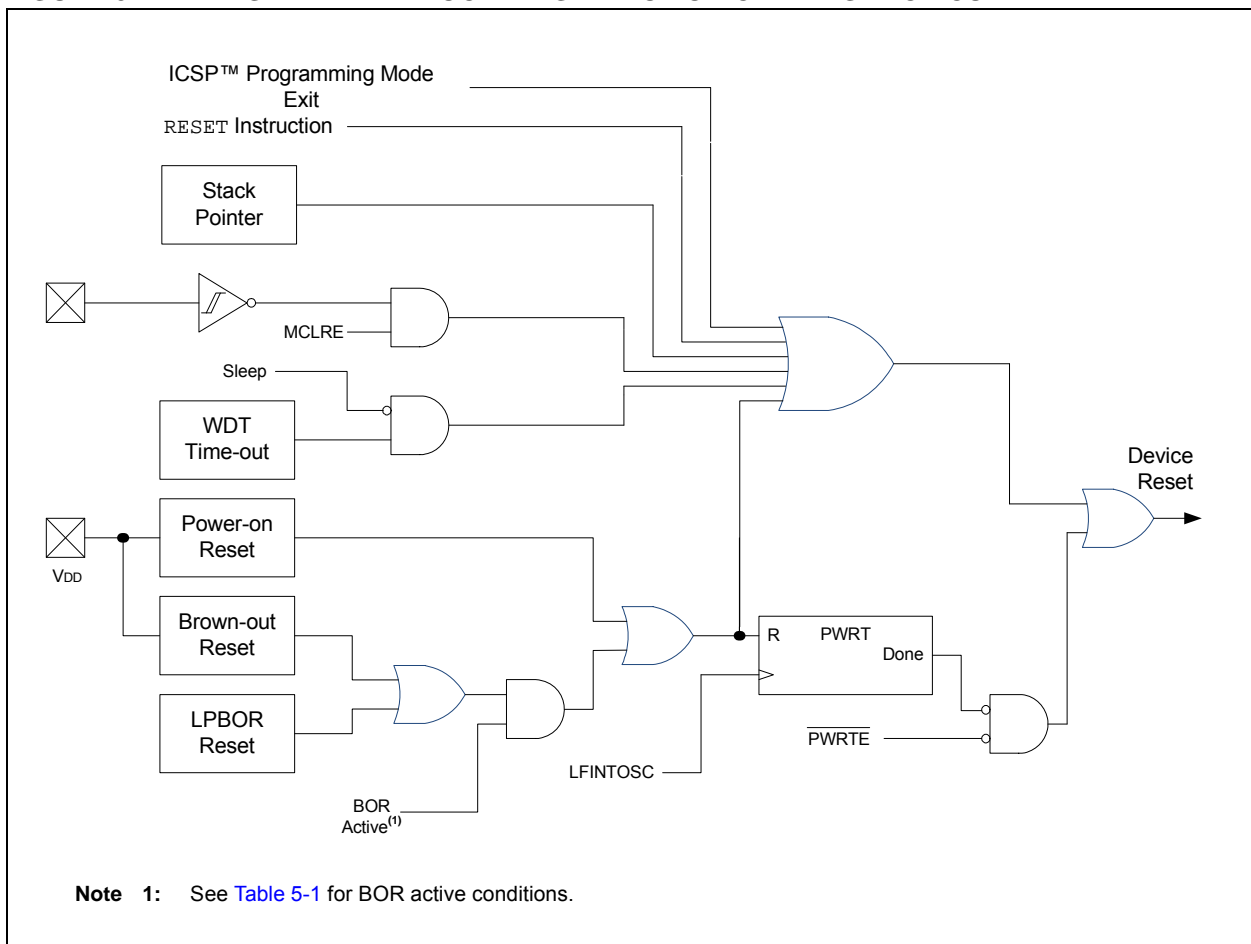 ICSP™ Programming Mode
Exit
RESET Instruction
Stack
Pointer
MCLRE
Sleep
WDT
Time-out
Device
Reset
Power-on
Reset
VDD
Brown-out
Reset
R PWRT
Done
LPBOR
Reset
PWRTE
LFINTOSC
BOR
Active(1)
Note 1: See Table 5-1 for BOR active conditions.